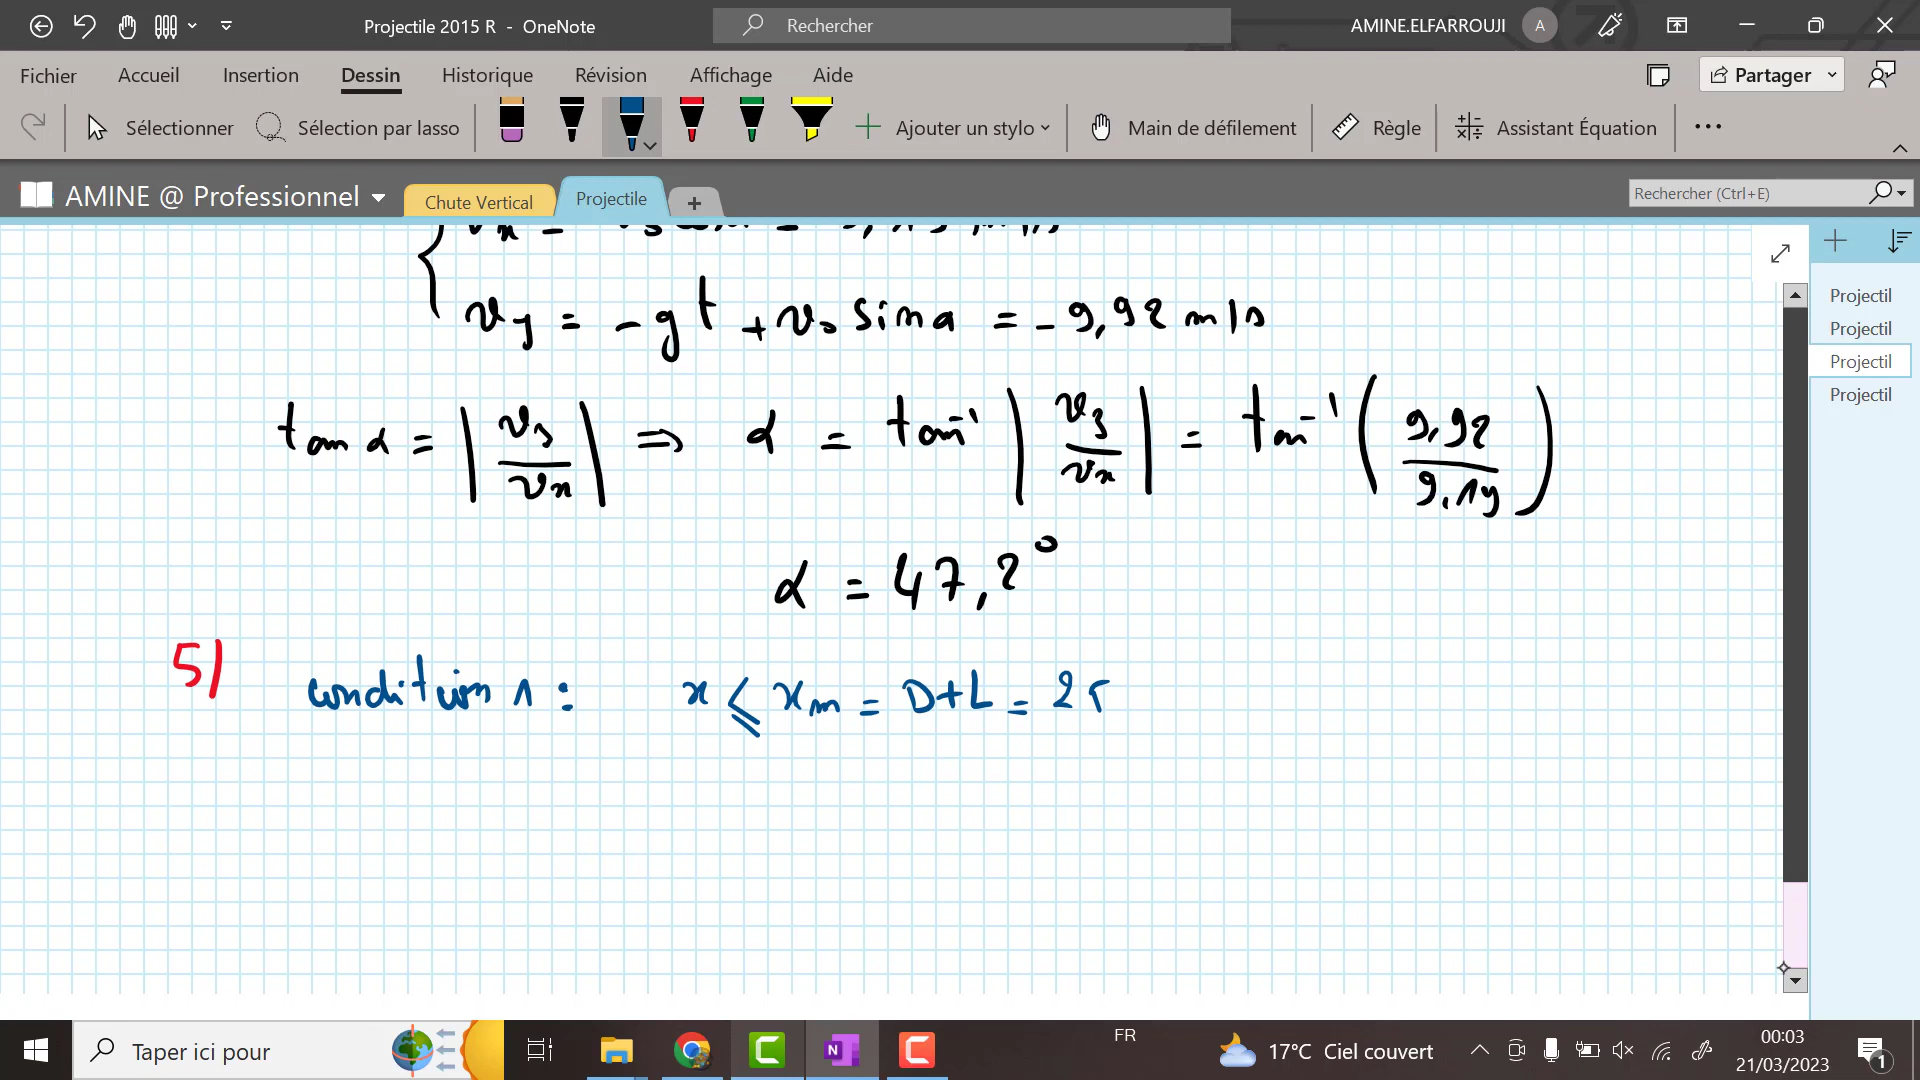 Projectile 2015 R - OneNote
Rechercher
AMINE.ELFARROUJI
A
Fichier Accueil Insertion Dessin Historique Révision Affichage Aide
Partager
Sélectionner Sélection par lasso Ajouter un stylo Main de défilement Règle Assistant Équation
AMINE @ Professionnel
Chute Vertical
Projectile
Rechercher (Ctrl+E)
Projectil
Projectil
Projectil
Projectil
vy = -gt + v0 sin α = -9,92 m/s
tan α = |vy/vx| ⇒ α = tan⁻¹ |vy/vx| = tan⁻¹ (9,92/9,19)
α = 47,2°
5/ condition 1 : x ≤ xm = D+L = 25
Taper ici pour
FR
17°C Ciel couvert
00:03
21/03/2023
1